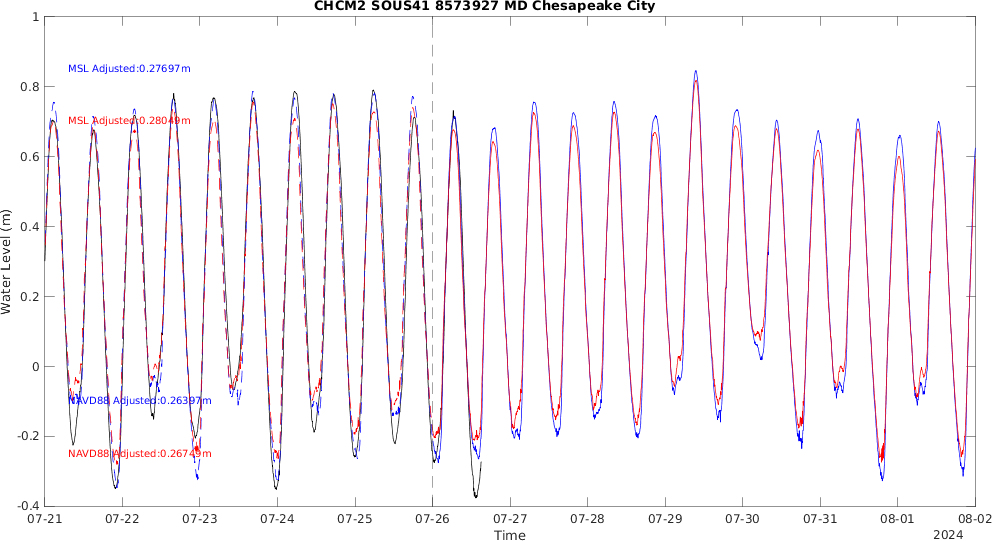 CHCM2 SOUS41 8573927 MD Chesapeake City
1
0.8
0.6
0.4
0.2
0
-0.2
-0.4
Water Level (m)
MSL Adjusted:0.27697m
MSL Adjusted:0.28049m
NAVD88 Adjusted:0.26397m
NAVD88 Adjusted:0.26749m
07-21 07-22 07-23 07-24 07-25 07-26 07-27 07-28 07-29 07-30 07-31 08-01 08-02
Time
2024